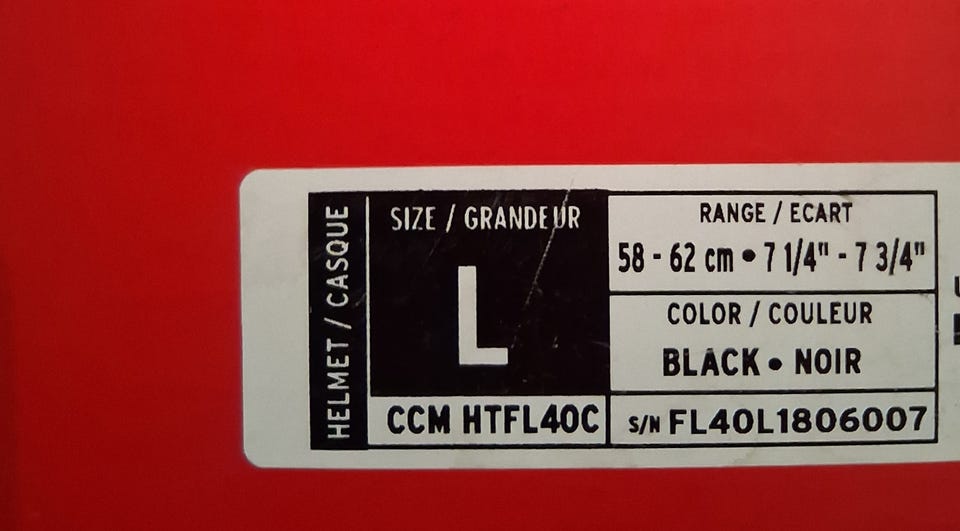 HELMET / CASQUE
SIZE / GRANDEUR
L
CCM HTFL40C
RANGE / ECART
58 - 62 cm • 7 1/4" - 7 3/4"
COLOR / COULEUR
BLACK • NOIR
S/N FL40L1806007